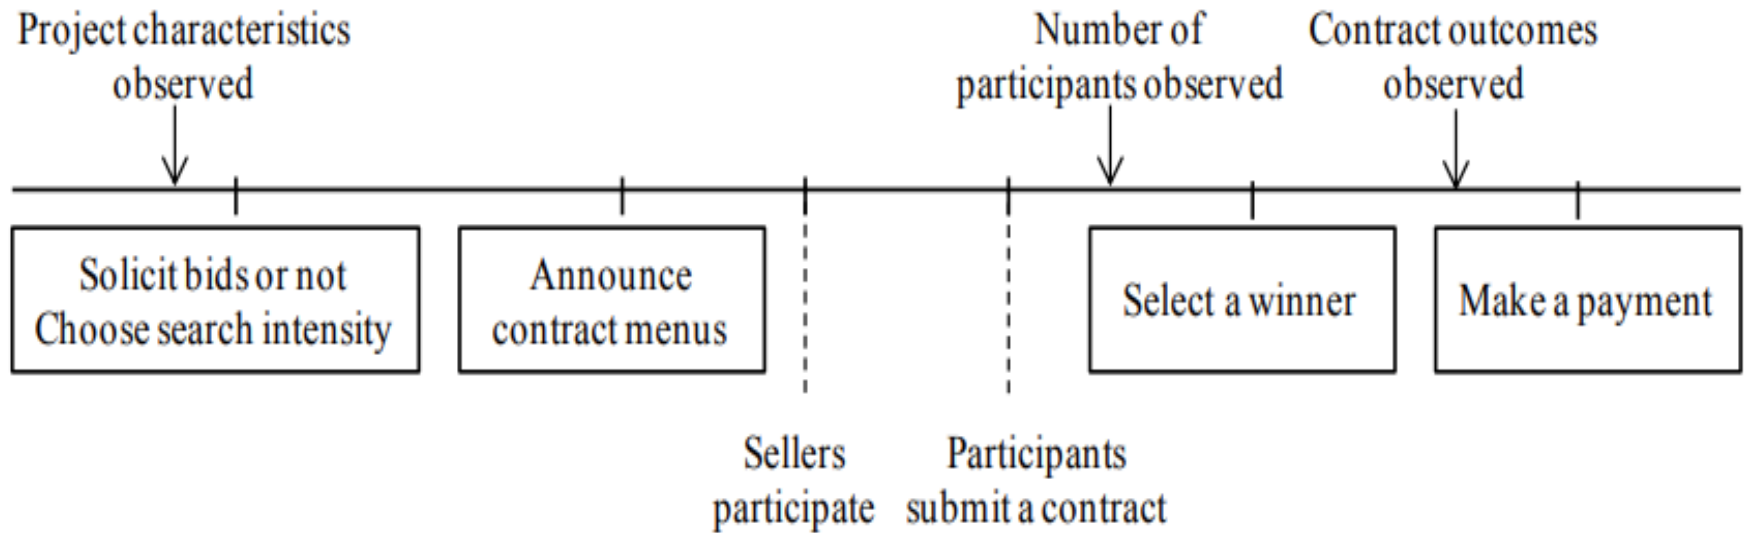 Project characteristics
observed
Number of
participants observed
Contract outcomes
observed
Solicit bids or not
Choose search intensity
Announce
contract menus
Select a winner
Make a payment
Sellers
participate
Participants
submit a contract